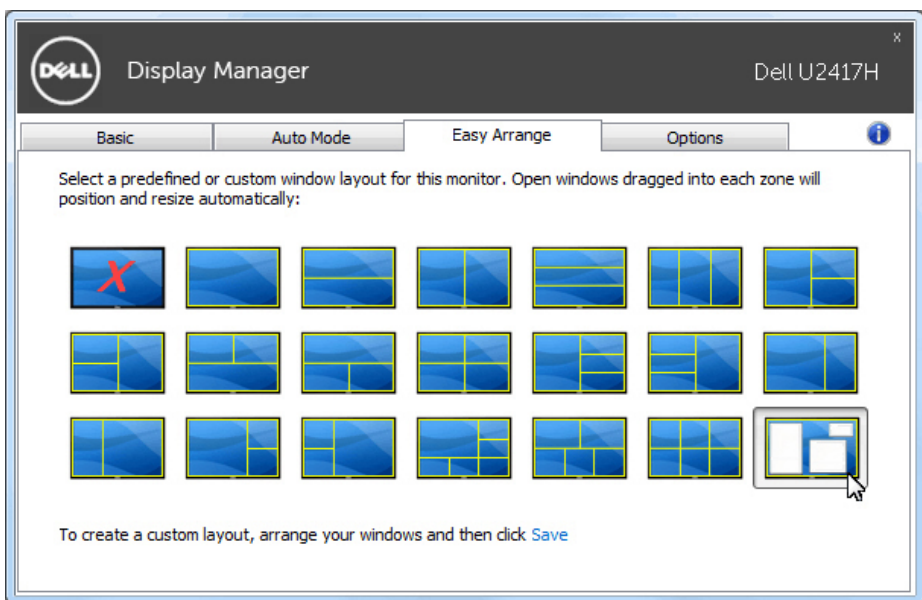 DELL
Display Manager
x
Dell U2417H
Basic
Auto Mode
Easy Arrange
Options
i
Select a predefined or custom window layout for this monitor. Open windows dragged into each zone will
position and resize automatically:
X
To create a custom layout, arrange your windows and then click Save